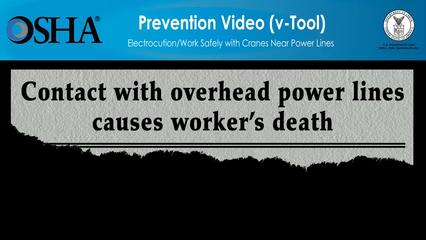 OSHA®
Prevention Video (v-Tool)
Electrocution/Work Safely with Cranes Near Power Lines
Contact with overhead power lines
causes worker's death